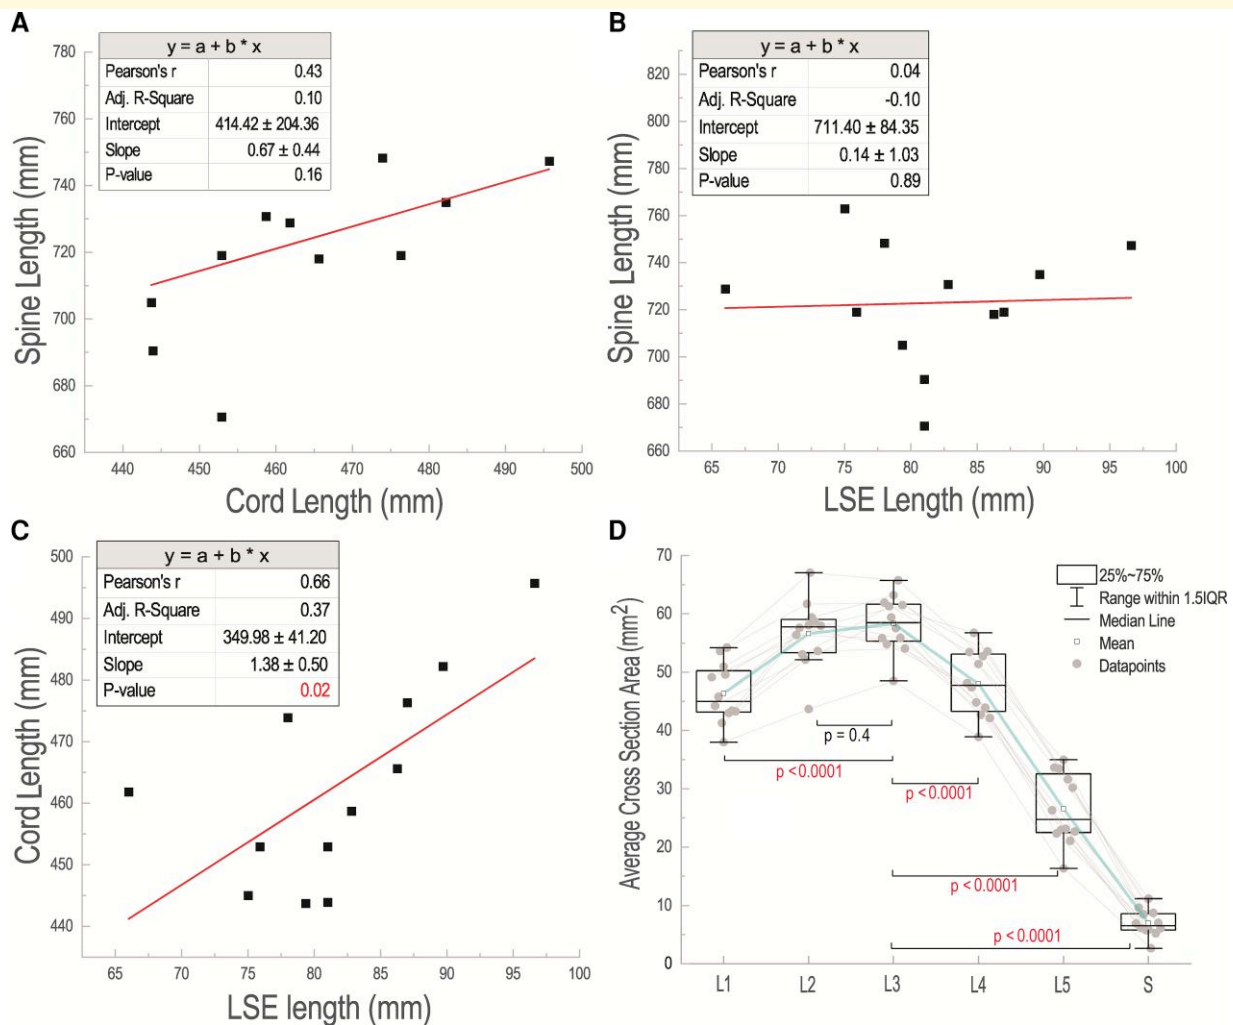 A
y = a + b * x
Pearson's r 0.43
Adj. R-Square 0.10
Intercept 414.42 ± 204.36
Slope 0.67 ± 0.44
P-value 0.16
780
760
740
720
700
680
660
Spine Length (mm)
440 450 460 470 480 490 500
Cord Length (mm)
B
y = a + b * x
Pearson's r 0.04
Adj. R-Square -0.10
Intercept 711.40 ± 84.35
Slope 0.14 ± 1.03
P-value 0.89
820
800
780
760
740
720
700
680
660
Spine Length (mm)
65 70 75 80 85 90 95 100
LSE Length (mm)
C
y = a + b * x
Pearson's r 0.66
Adj. R-Square 0.37
Intercept 349.98 ± 41.20
Slope 1.38 ± 0.50
P-value 0.02
500
490
480
470
460
450
440
Cord Length (mm)
65 70 75 80 85 90 95 100
LSE length (mm)
D
70
60
50
40
30
20
10
0
Average Cross Section Area (mm²)
25%~75%
Range within 1.5IQR
Median Line
Mean
Datapoints
p = 0.4
p < 0.0001
p < 0.0001
p < 0.0001
p < 0.0001
L1 L2 L3 L4 L5 S